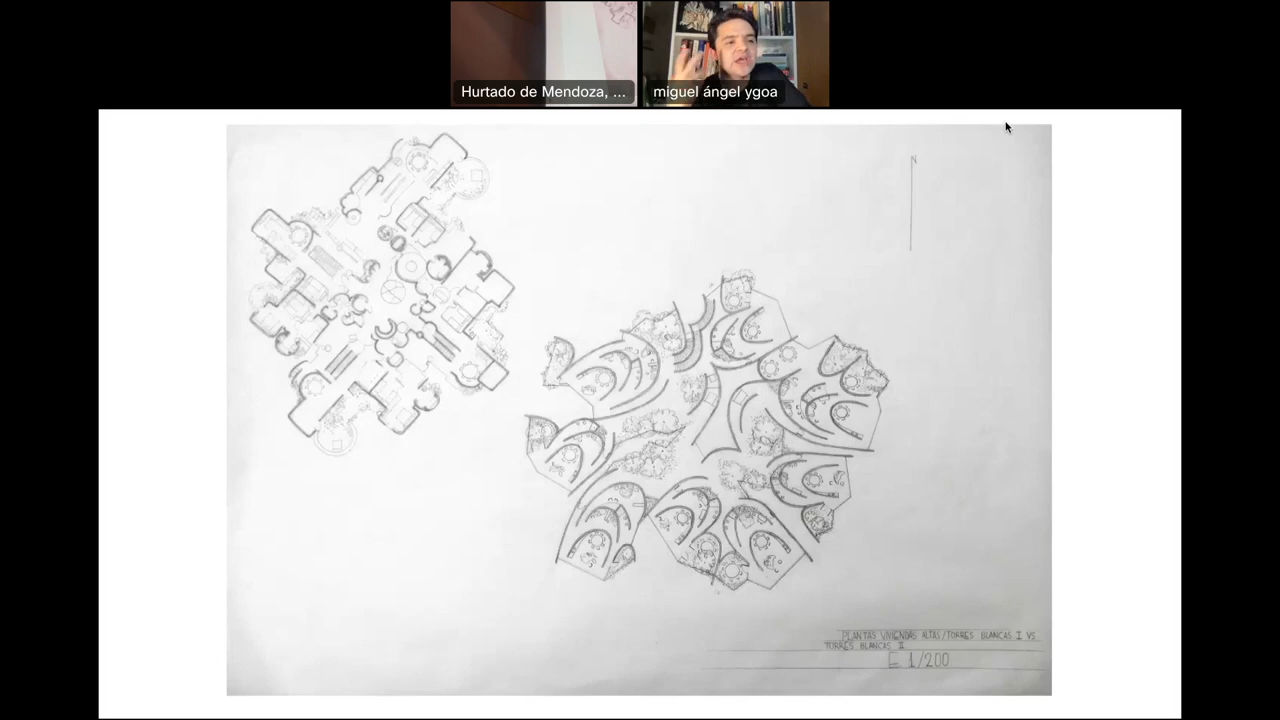 Hurtado de Mendoza, ...
miguel ángel ygoa
N
PLANTAS VIVIENDAS ALTAS/TORRES BLANCAS I VS
TORRES BLANCAS II
E 1/200